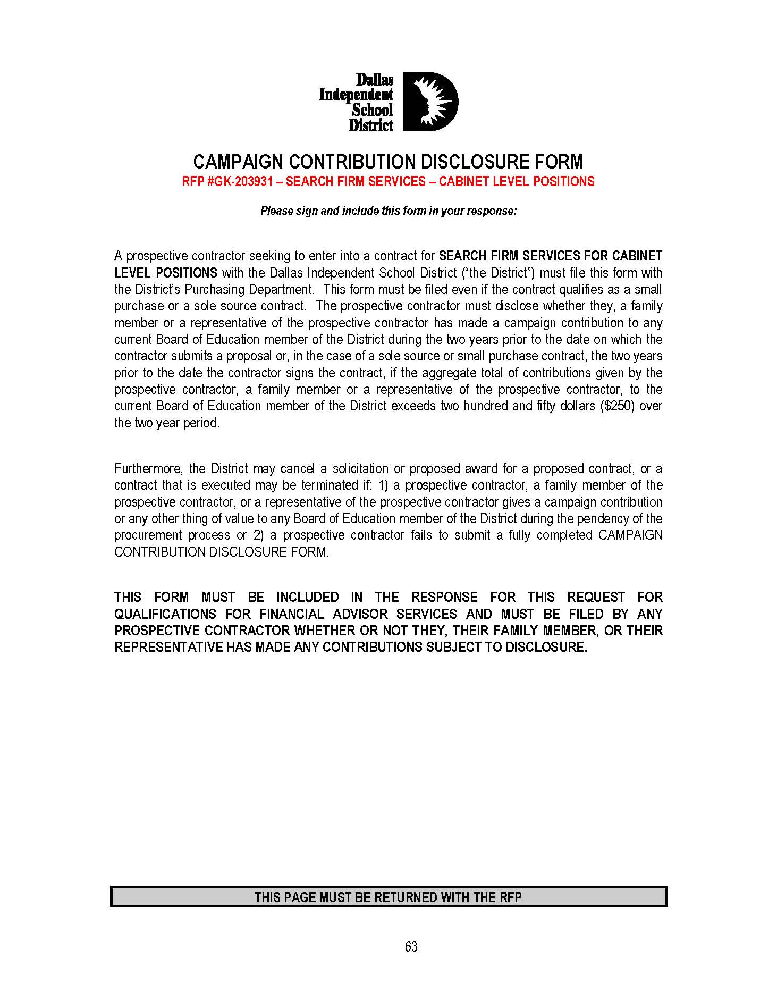 Dallas
Independent
School
District
CAMPAIGN CONTRIBUTION DISCLOSURE FORM
RFP #GK-203931 – SEARCH FIRM SERVICES – CABINET LEVEL POSITIONS
Please sign and include this form in your response:
A prospective contractor seeking to enter into a contract for SEARCH FIRM SERVICES FOR CABINET
LEVEL POSITIONS with the Dallas Independent School District (“the District”) must file this form with
the District’s Purchasing Department. This form must be filed even if the contract qualifies as a small
purchase or a sole source contract. The prospective contractor must disclose whether they, a family
member or a representative of the prospective contractor has made a campaign contribution to any
current Board of Education member of the District during the two years prior to the date on which the
contractor submits a proposal or, in the case of a sole source or small purchase contract, the two years
prior to the date the contractor signs the contract, if the aggregate total of contributions given by the
prospective contractor, a family member or a representative of the prospective contractor, to the
current Board of Education member of the District exceeds two hundred and fifty dollars ($250) over
the two year period.
Furthermore, the District may cancel a solicitation or proposed award for a proposed contract, or a
contract that is executed may be terminated if: 1) a prospective contractor, a family member of the
prospective contractor, or a representative of the prospective contractor gives a campaign contribution
or any other thing of value to any Board of Education member of the District during the pendency of the
procurement process or 2) a prospective contractor fails to submit a fully completed CAMPAIGN
CONTRIBUTION DISCLOSURE FORM.
THIS FORM MUST BE INCLUDED IN THE RESPONSE FOR THIS REQUEST FOR
QUALIFICATIONS FOR FINANCIAL ADVISOR SERVICES AND MUST BE FILED BY ANY
PROSPECTIVE CONTRACTOR WHETHER OR NOT THEY, THEIR FAMILY MEMBER, OR THEIR
REPRESENTATIVE HAS MADE ANY CONTRIBUTIONS SUBJECT TO DISCLOSURE.
THIS PAGE MUST BE RETURNED WITH THE RFP
63